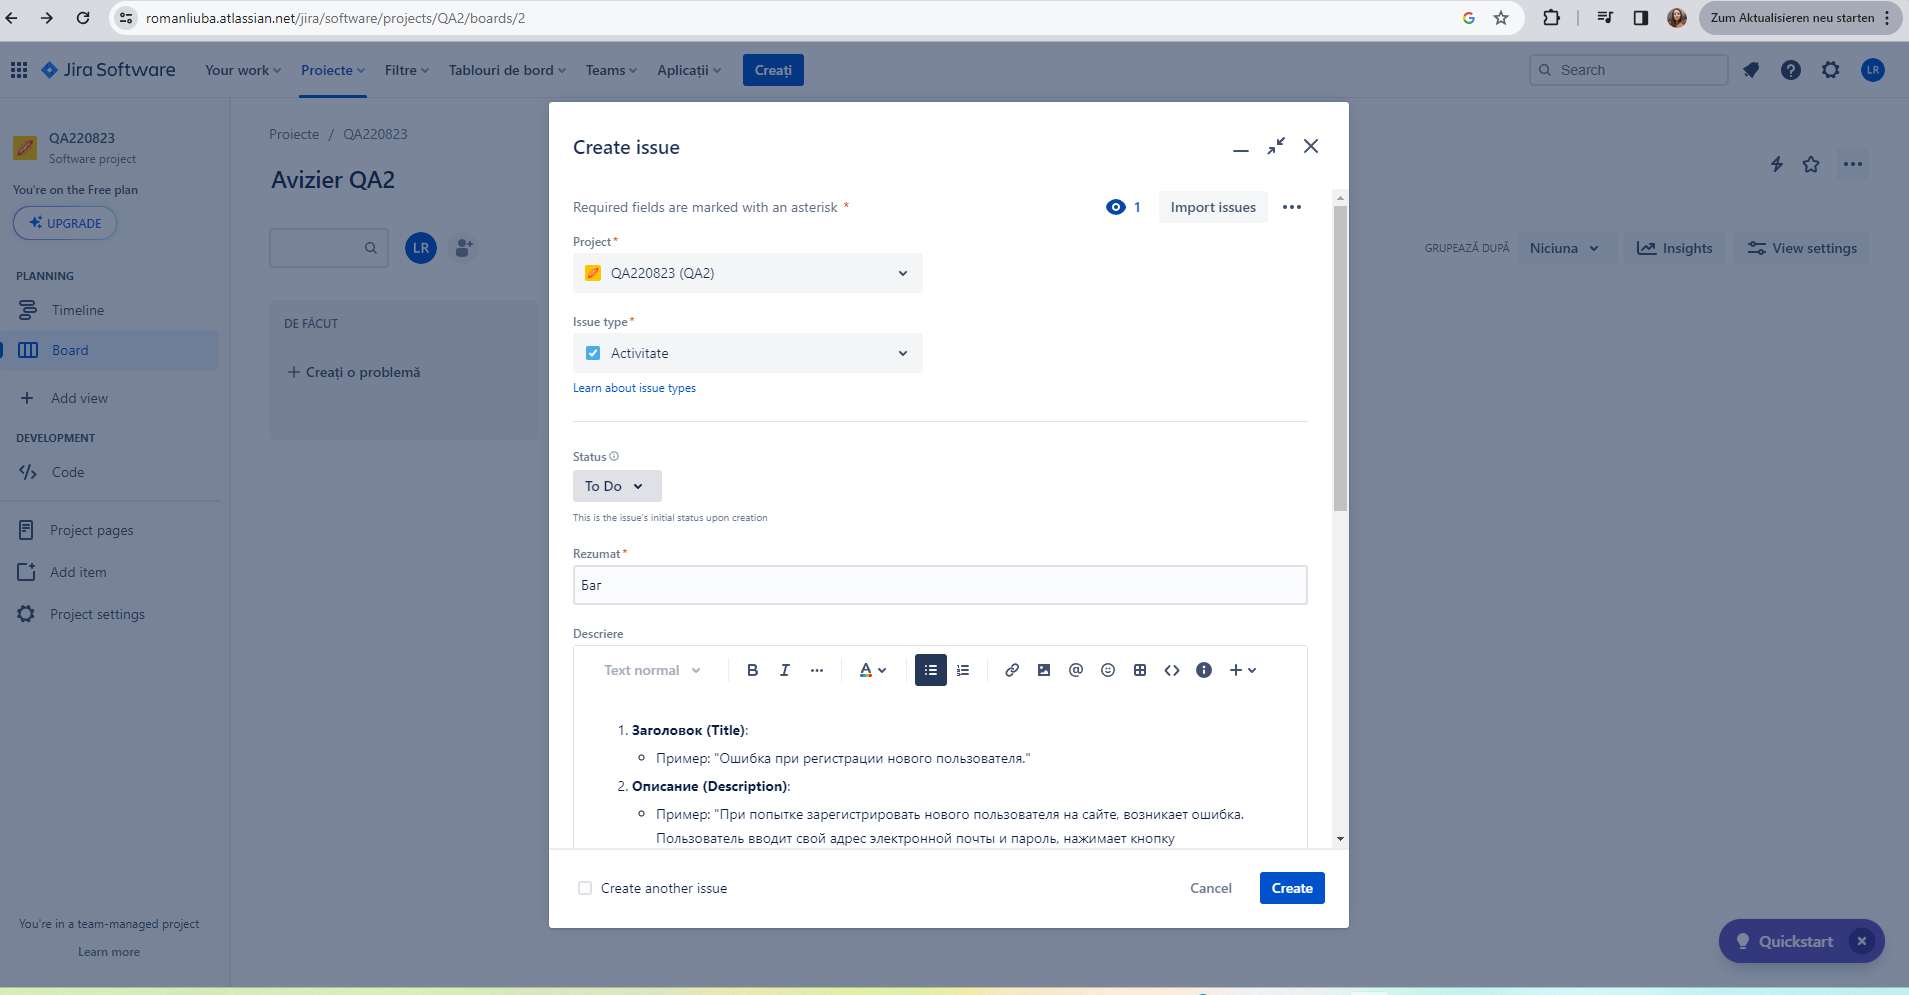 romanliuba.atlassian.net/jira/software/projects/QA2/boards/2
Zum Aktualisieren neu starten
Jira Software
Your work
Proiecte
Filtre
Tablouri de bord
Teams
Aplicații
Creați
Search
LR
QA220823
Software project
You're on the Free plan
UPGRADE
PLANNING
Timeline
Board
Add view
DEVELOPMENT
Code
Project pages
Add item
Project settings
You're in a team-managed project
Learn more
Proiecte / QA220823
Avizier QA2
LR
GRUPEAZĂ DUPĂ
Niciuna
Insights
View settings
DE FĂCUT
+ Creați o problemă
Create issue
Required fields are marked with an asterisk *
1
Import issues
Project *
QA220823 (QA2)
Issue type *
Activitate
Learn about issue types
Status
To Do
This is the issue's initial status upon creation
Rezumat *
Баг
Descriere
Text normal
1. Заголовок (Title):
Пример: "Ошибка при регистрации нового пользователя."
2. Описание (Description):
Пример: "При попытке зарегистрировать нового пользователя на сайте, возникает ошибка.
Пользователь вводит свой адрес электронной почты и пароль, нажимает кнопку
Create another issue
Cancel
Create
Quickstart